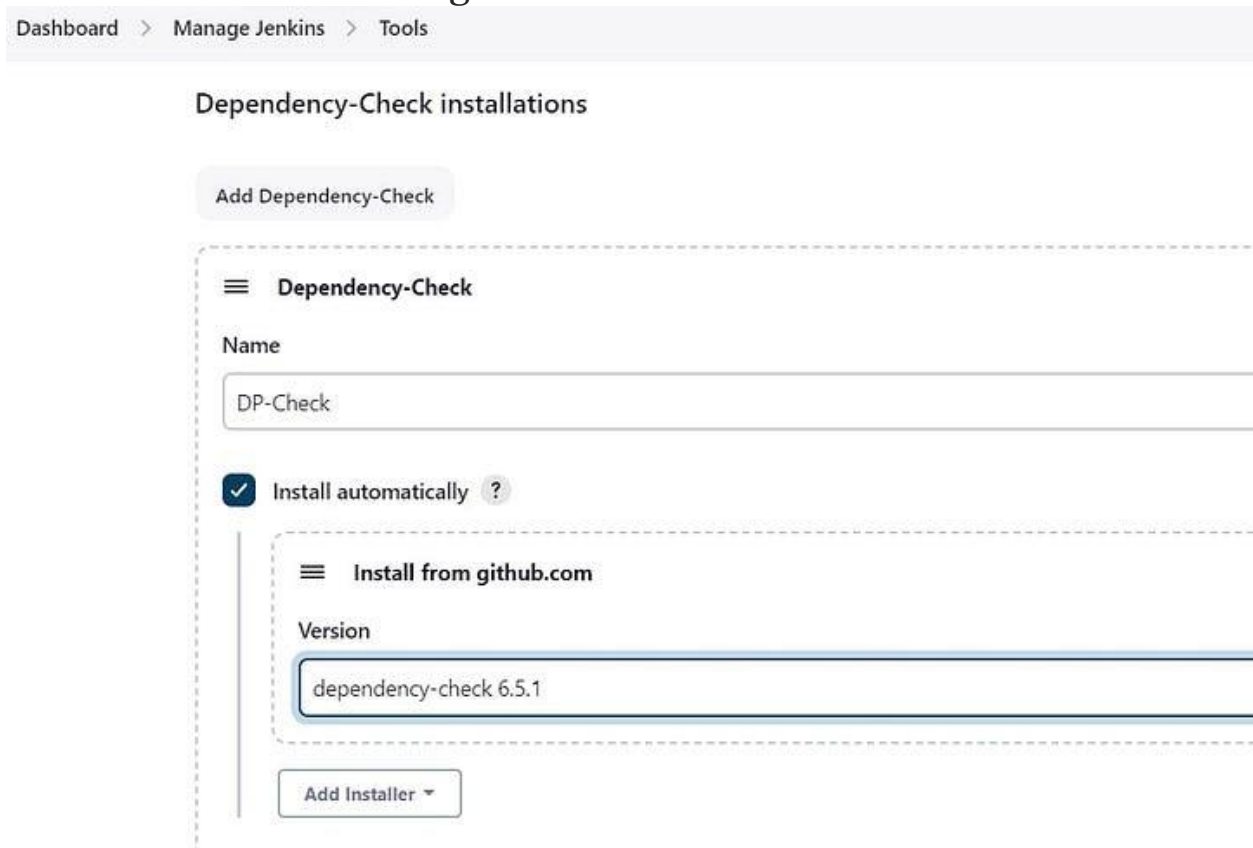 Dashboard > Manage Jenkins > Tools
Dependency-Check installations
Add Dependency-Check
Dependency-Check
Name
DP-Check
Install automatically ?
Install from github.com
Version
dependency-check 6.5.1
Add Installer